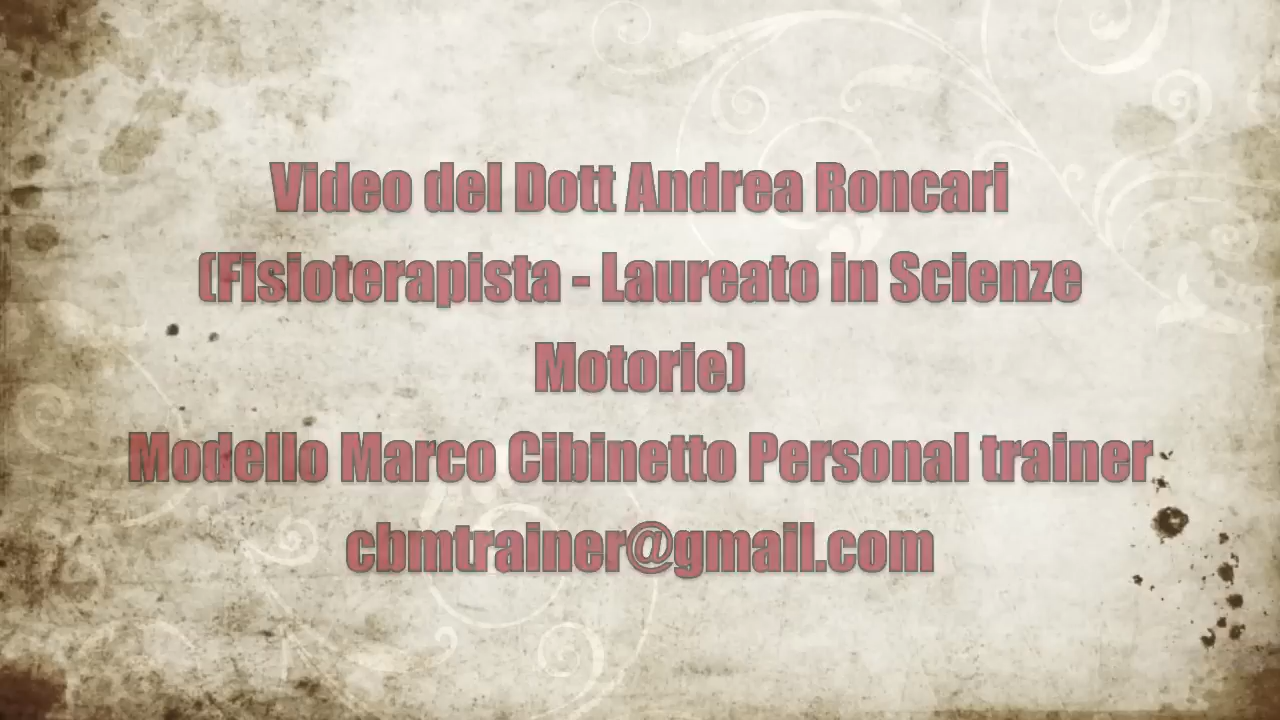 Video del Dott Andrea Roncari
(Fisioterapista - Laureato in Scienze
Motorie)
Modello Marco Cibinetto Personal trainer
cbmtrainer@gmail.com